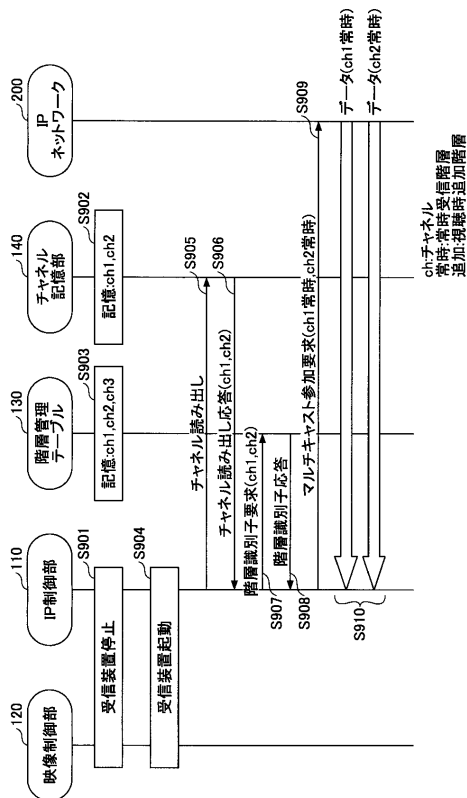 120
映像制御部
110
IP制御部
130
階層管理
テーブル
140
チャネル
記憶部
200
IP
ネットワーク
S901
受信装置停止
S903
記憶:ch1,ch2,ch3
S902
記憶:ch1,ch2
S904
受信装置起動
チャネル読み出し
S905
チャネル読み出し応答(ch1,ch2)
S906
階層識別子要求(ch1,ch2)
S907
階層識別子応答
S908
マルチキャスト参加要求(ch1常時,ch2常時)
S909
S910
データ(ch1常時)
データ(ch2常時)
ch:チャネル
常時:常時受信階層
追加:視聴時追加階層